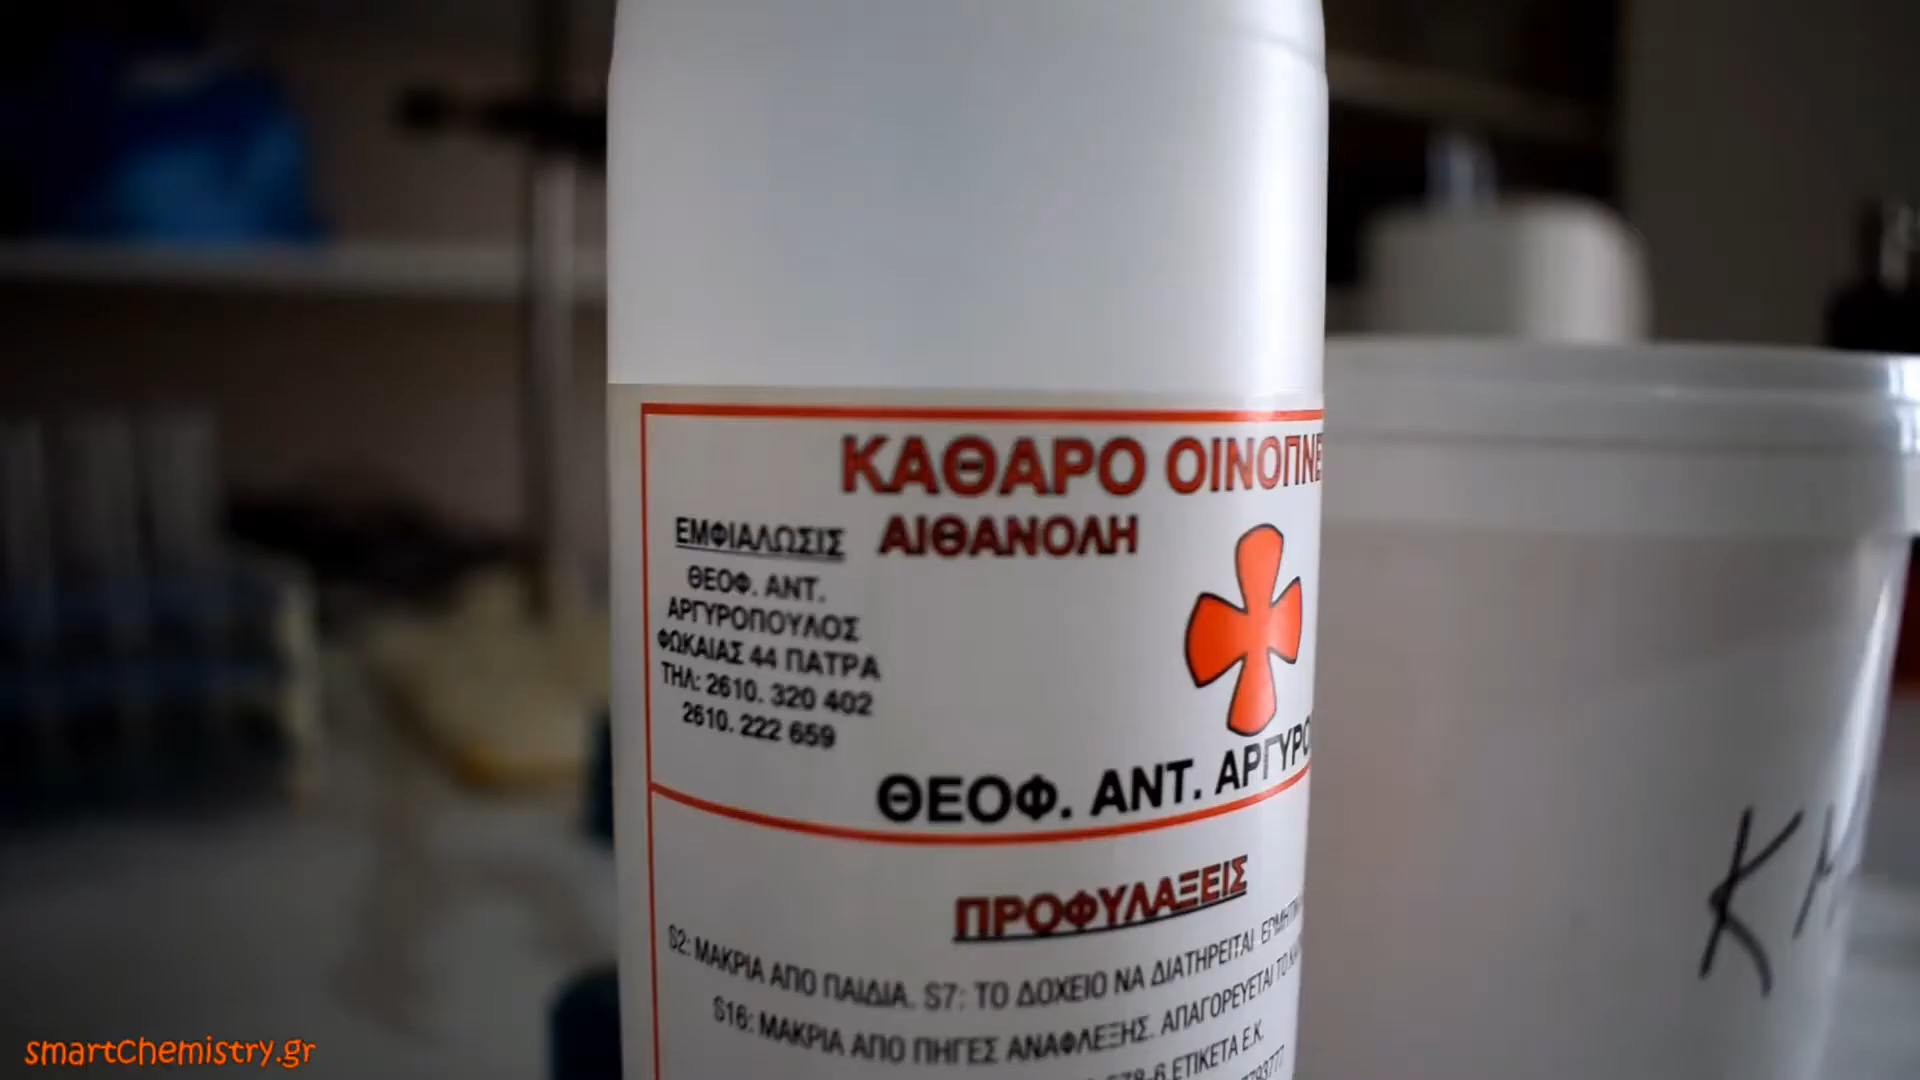 ΚΑΘΑΡΟ ΟΙΝΟΠΝΕ
ΑΙΘΑΝΟΛΗ
ΕΜΦΙΑΛΩΣΙΣ
ΘΕΟΦ. ΑΝΤ.
ΑΡΓΥΡΟΠΟΥΛΟΣ
ΦΩΚΑΙΑΣ 44 ΠΑΤΡΑ
ΤΗΛ: 2610. 320 402
2610. 222 659
ΘΕΟΦ. ΑΝΤ. ΑΡΓΥΡΟ
ΠΡΟΦΥΛΑΞΕΙΣ
S2: ΜΑΚΡΙΑ ΑΠΟ ΠΑΙΔΙΑ. S7: ΤΟ ΔΟΧΕΙΟ ΝΑ ΔΙΑΤΗΡΕΙΤΑΙ
S16: ΜΑΚΡΙΑ ΑΠΟ ΠΗΓΕΣ ΑΝΑΦΛΕΞΗΣ. ΑΠΑΓΟΡΕΥΕΤΑΙ ΤΟ
578-6 ΕΤΙΚΕΤΑ Ε.Κ.
smartchemistry.gr